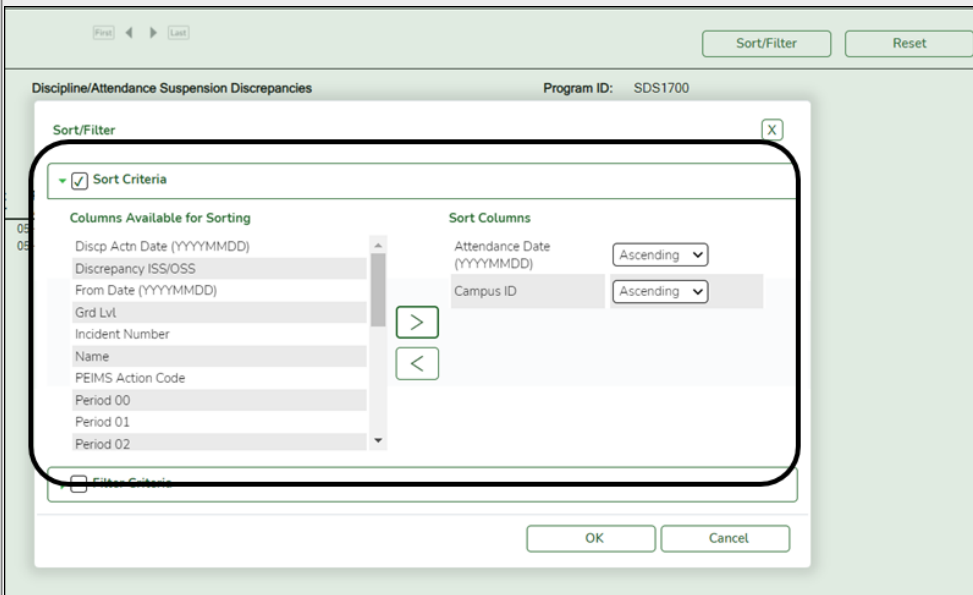 First Last
Sort/Filter Reset
Discipline/Attendance Suspension Discrepancies Program ID: SDS1700
Sort/Filter X
Sort Criteria
Columns Available for Sorting
Discp Actn Date (YYYYMMDD)
Discrepancy ISS/OSS
From Date (YYYYMMDD)
Grd Lvl
Incident Number
Name
PEIMS Action Code
Period 00
Period 01
Period 02
>
<
Sort Columns
Attendance Date
(YYYYMMDD) Ascending
Campus ID Ascending
Filter Criteria
OK Cancel